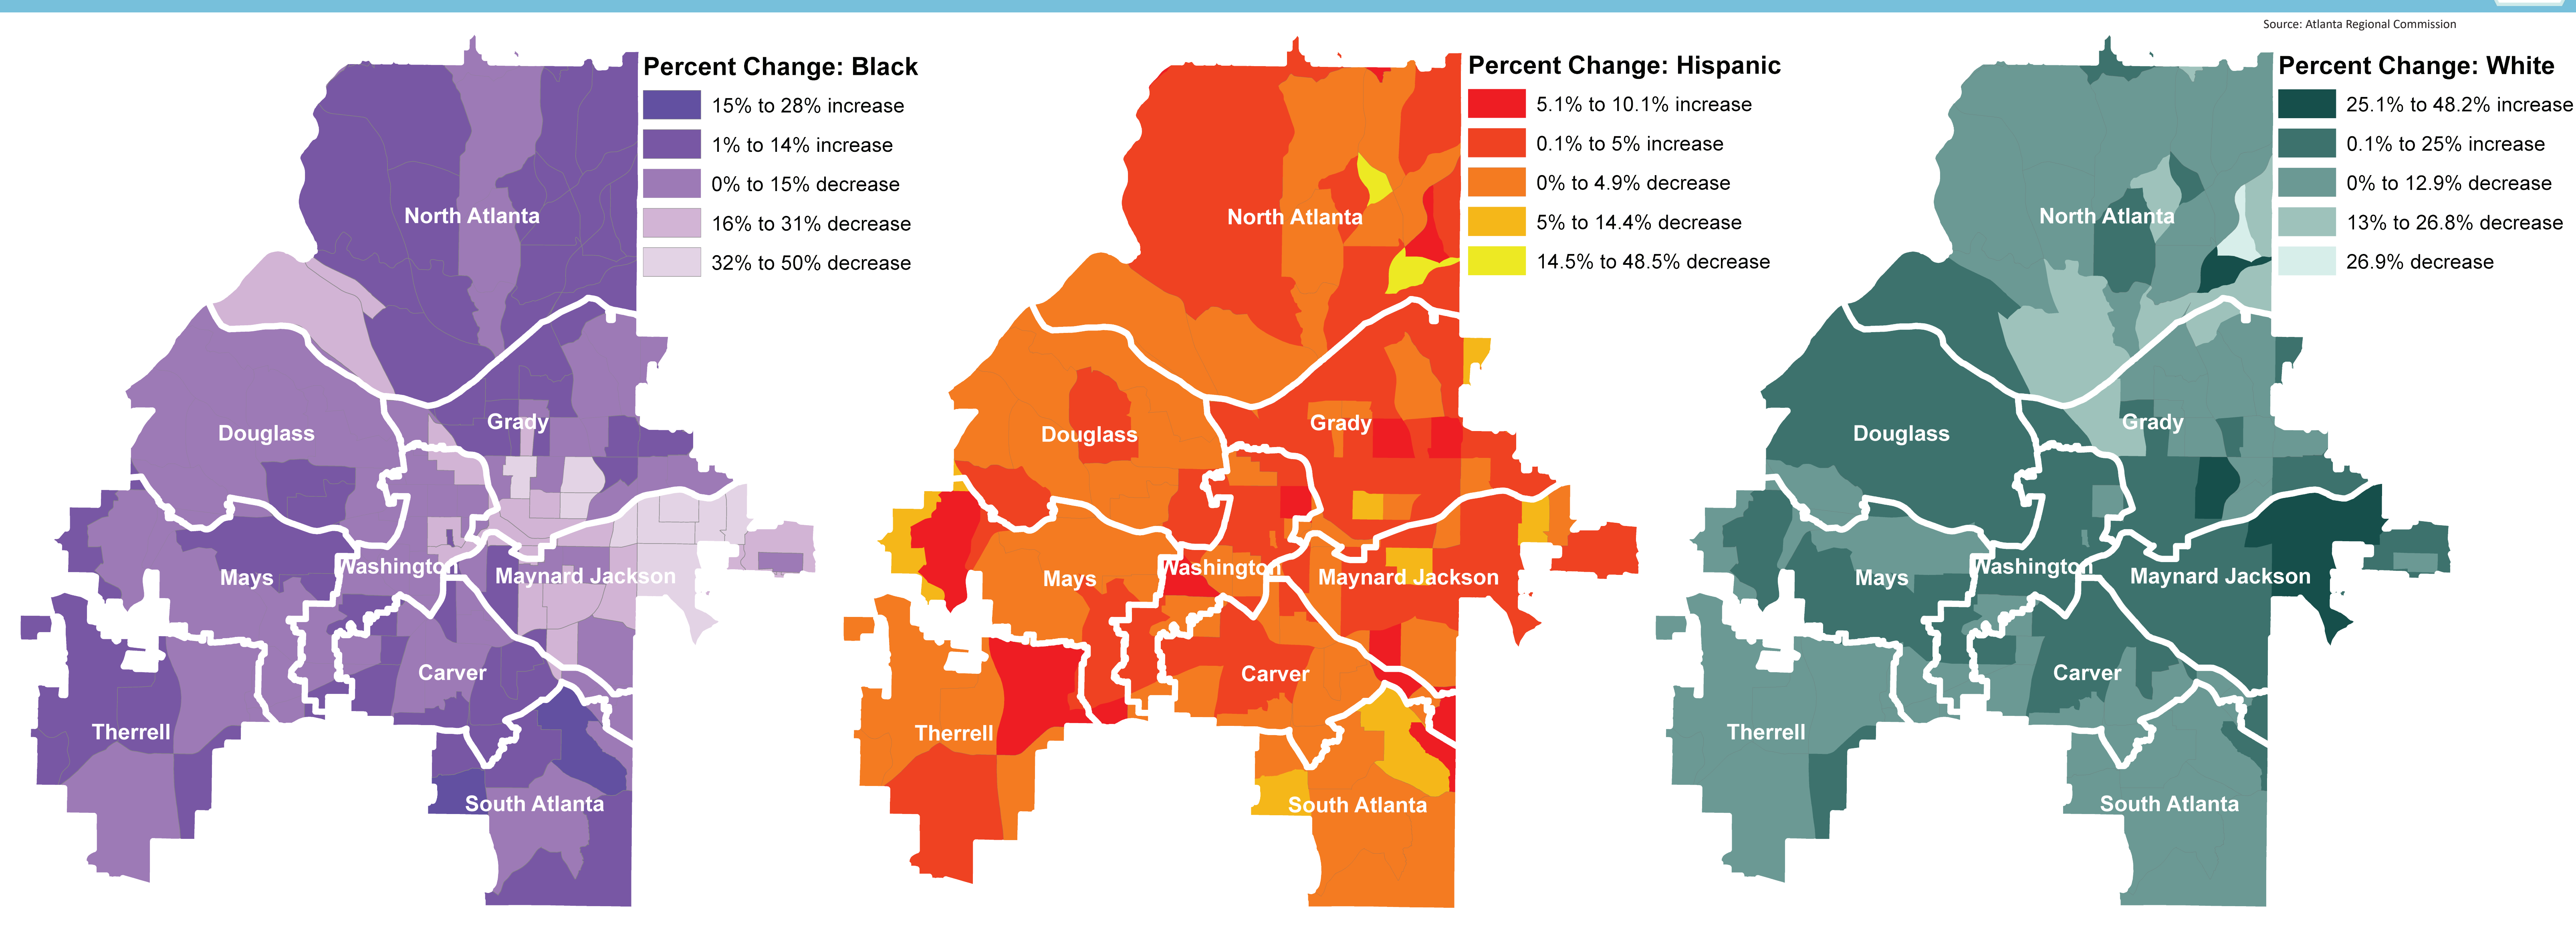 Source: Atlanta Regional Commission
Percent Change: Black
15% to 28% increase
1% to 14% increase
0% to 15% decrease
16% to 31% decrease
32% to 50% decrease
North Atlanta
Douglass
Grady
Mays
Washington
Maynard Jackson
Carver
Therrell
South Atlanta
Percent Change: Hispanic
5.1% to 10.1% increase
0.1% to 5% increase
0% to 4.9% decrease
5% to 14.4% decrease
14.5% to 48.5% decrease
North Atlanta
Douglass
Grady
Mays
Washington
Maynard Jackson
Carver
Therrell
South Atlanta
Percent Change: White
25.1% to 48.2% increase
0.1% to 25% increase
0% to 12.9% decrease
13% to 26.8% decrease
26.9% decrease
North Atlanta
Douglass
Grady
Mays
Washington
Maynard Jackson
Carver
Therrell
South Atlanta